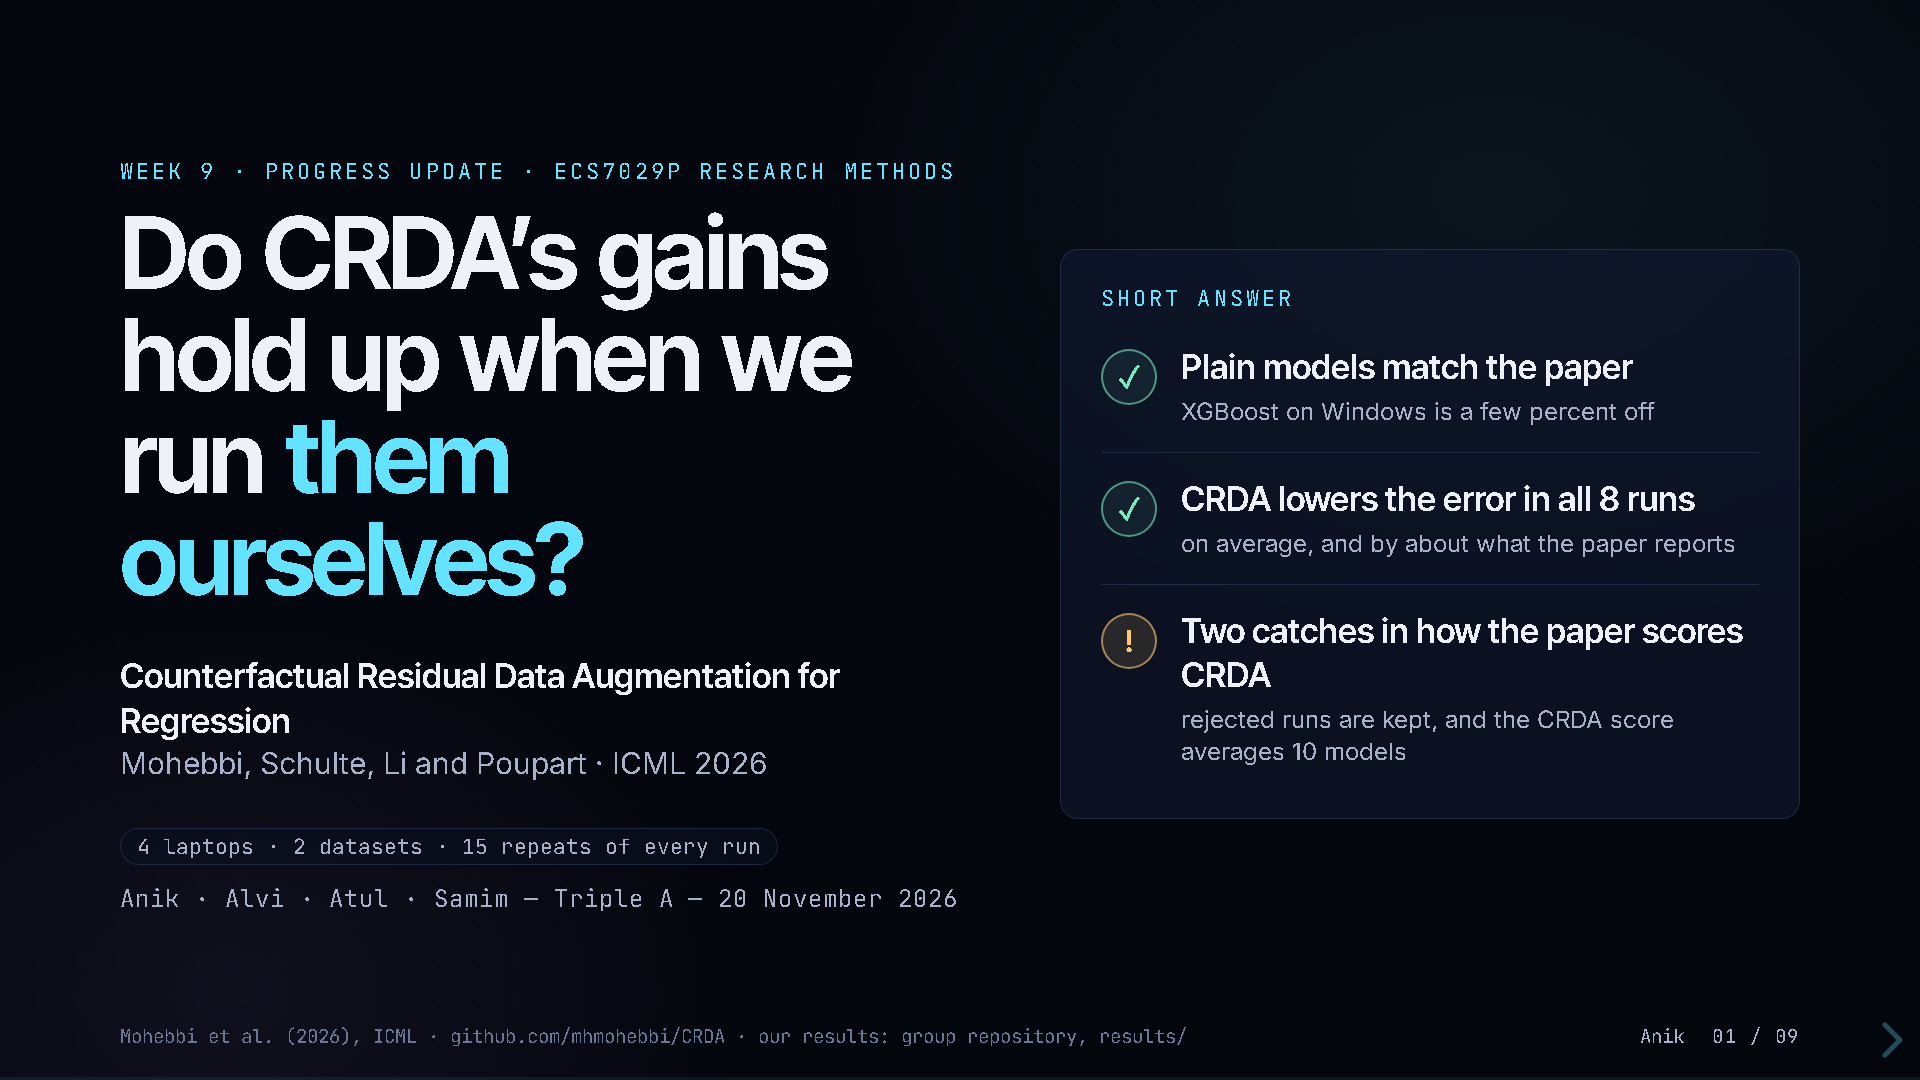 WEEK 9 · PROGRESS UPDATE · ECS7029P RESEARCH METHODS
Do CRDA’s gains
hold up when we
run them
ourselves?
Counterfactual Residual Data Augmentation for
Regression
Mohebbi, Schulte, Li and Poupart · ICML 2026
4 laptops · 2 datasets · 15 repeats of every run
Anik · Alvi · Atul · Samim — Triple A — 20 November 2026
SHORT ANSWER
✓ Plain models match the paper
XGBoost on Windows is a few percent off
✓ CRDA lowers the error in all 8 runs
on average, and by about what the paper reports
! Two catches in how the paper scores
CRDA
rejected runs are kept, and the CRDA score
averages 10 models
Mohebbi et al. (2026), ICML · github.com/mhmohebbi/CRDA · our results: group repository, results/
Anik 01 / 09